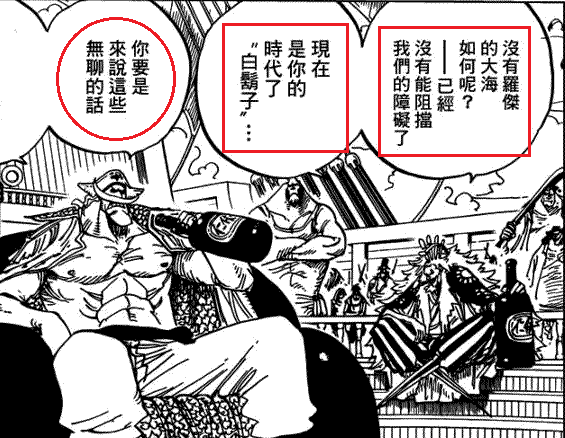 沒有羅傑
的大海
如何呢？
——已經
沒有能阻擋
我們的障礙了
現在
是你的
時代了
“白鬍子”…
你要是
來說這些
無聊的話